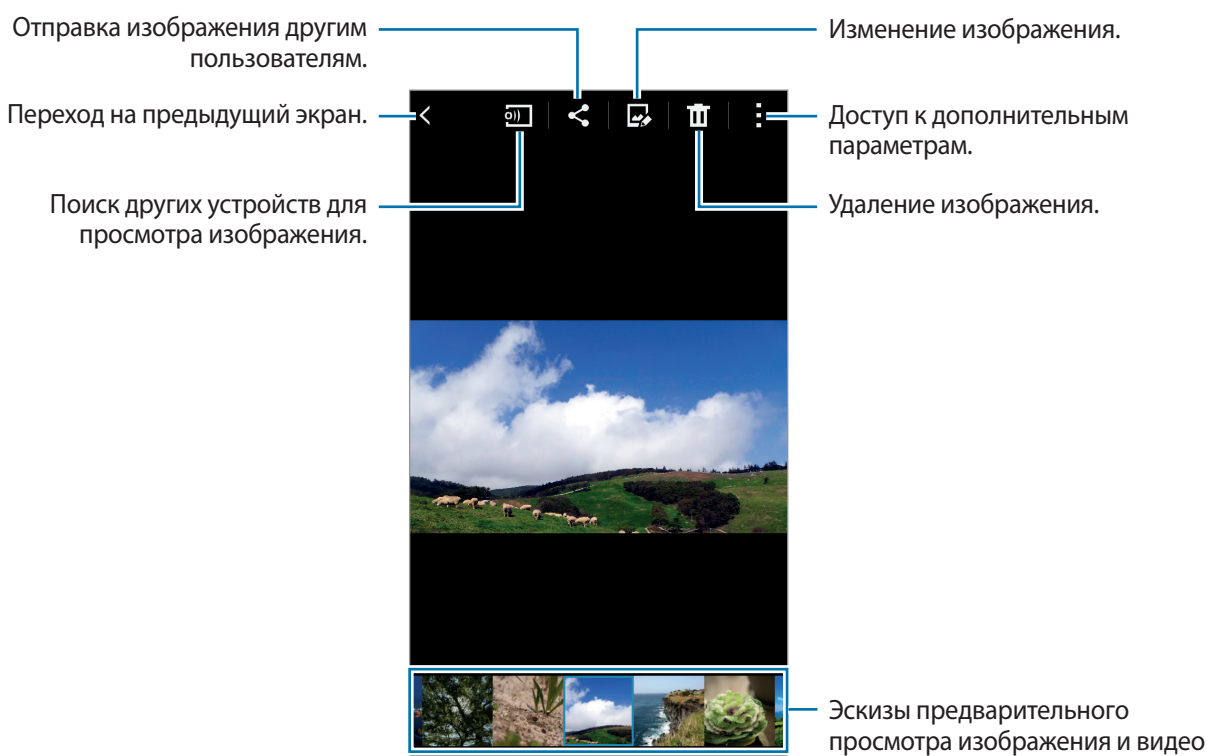 Отправка изображения другим
пользователям.
Изменение изображения.
Переход на предыдущий экран.
Доступ к дополнительным
параметрам.
Поиск других устройств для
просмотра изображения.
Удаление изображения.
Эскизы предварительного
просмотра изображения и видео